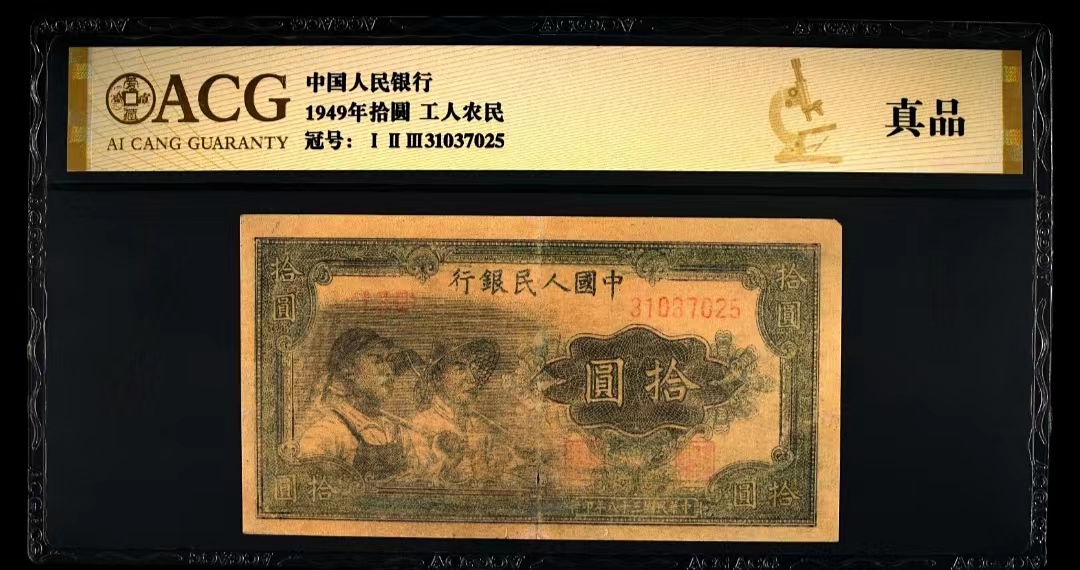 ACG
AI CANG GUARANTY
中国人民银行
1949年拾圆 工人农民
冠号：Ⅰ Ⅱ Ⅲ31037025
真品
行銀民人國中
31037025
拾圓
拾圓
圓拾
圓拾
圓拾